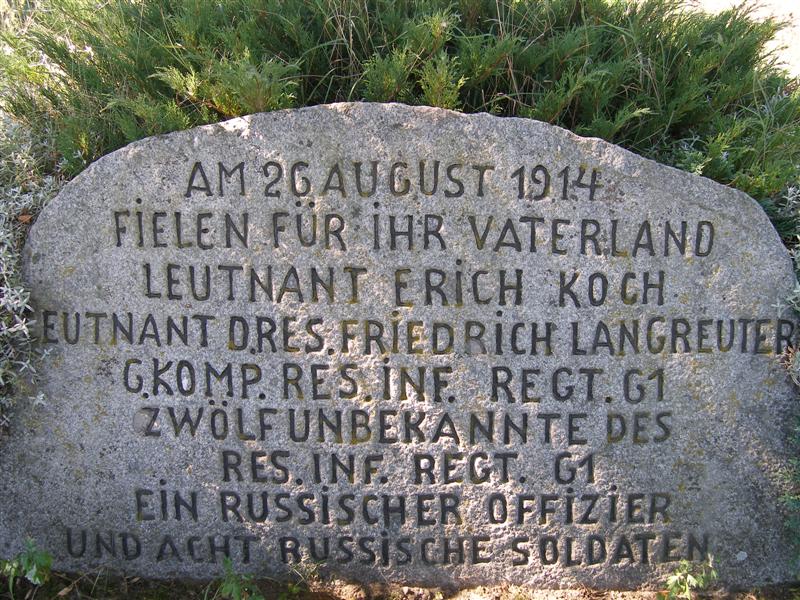 AM 26 AUGUST 1914
FIELEN FÜR IHR VATERLAND
LEUTNANT ERICH KOCH
EUTNANT D.RES. FRIEDRICH LANGREUTER
6.KOMP. RES. INF. REGT. 61
ZWÖLF UNBEKANNTE DES
RES. INF. REGT. 61
EIN RUSSISCHER OFFIZIER
UND ACHT RUSSISCHE SOLDATEN